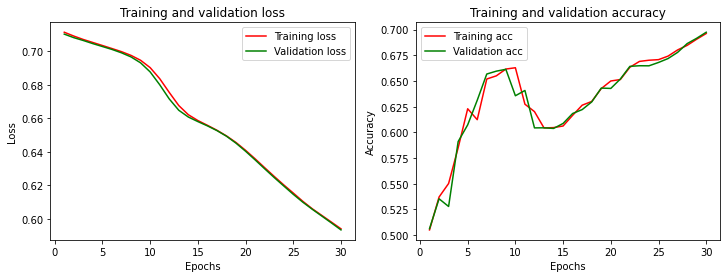 Training and validation loss
Training loss
Validation loss
0.70
0.68
0.66
0.64
0.62
0.60
Loss
0 5 10 15 20 25 30
Epochs
Training and validation accuracy
Training acc
Validation acc
0.700
0.675
0.650
0.625
0.600
0.575
0.550
0.525
0.500
Accuracy
0 5 10 15 20 25 30
Epochs